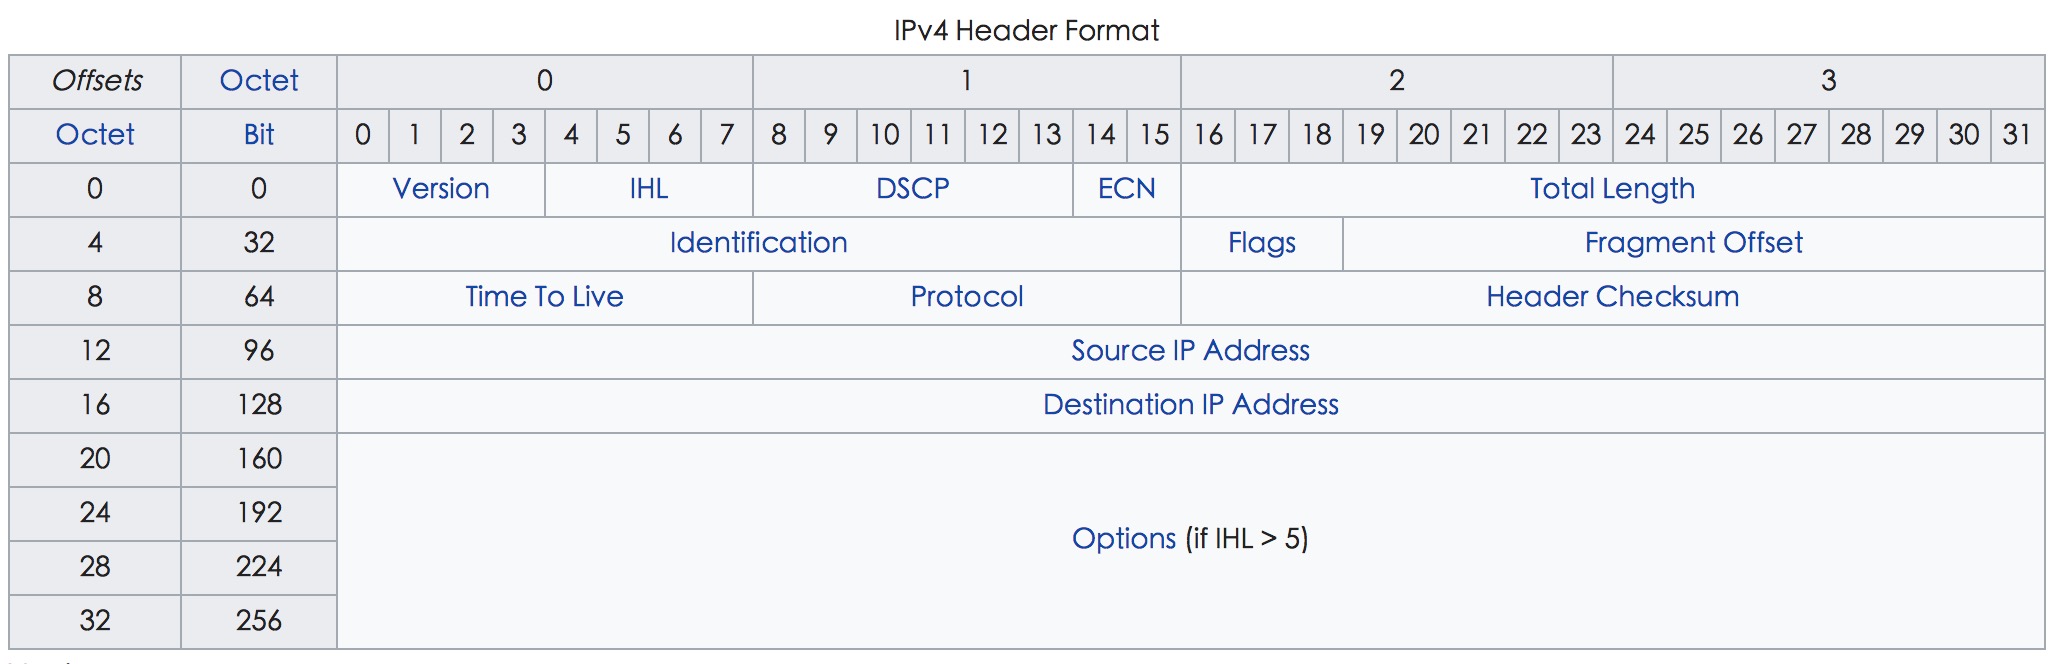 IPv4 Header Format
Offsets Octet 0 1 2 3
Octet Bit 0 1 2 3 4 5 6 7 8 9 10 11 12 13 14 15 16 17 18 19 20 21 22 23 24 25 26 27 28 29 30 31
0 0 Version IHL DSCP ECN Total Length
4 32 Identification Flags Fragment Offset
8 64 Time To Live Protocol Header Checksum
12 96 Source IP Address
16 128 Destination IP Address
20 160
24 192
Options (if IHL > 5)
28 224
32 256